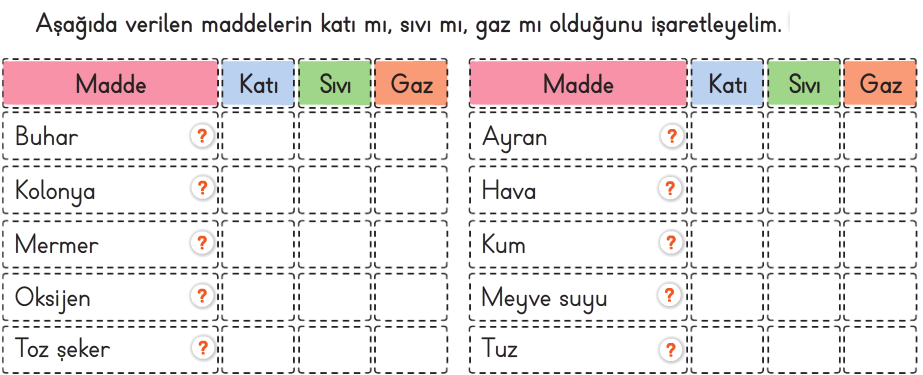 Aşağıda verilen maddelerin katı mı, sıvı mı, gaz mı olduğunu işaretleyelim.
Madde Katı Sıvı Gaz Madde Katı Sıvı Gaz
Buhar ? Ayran ?
Kolonya ? Hava ?
Mermer ? Kum ?
Oksijen ? Meyve suyu ?
Toz şeker ? Tuz ?